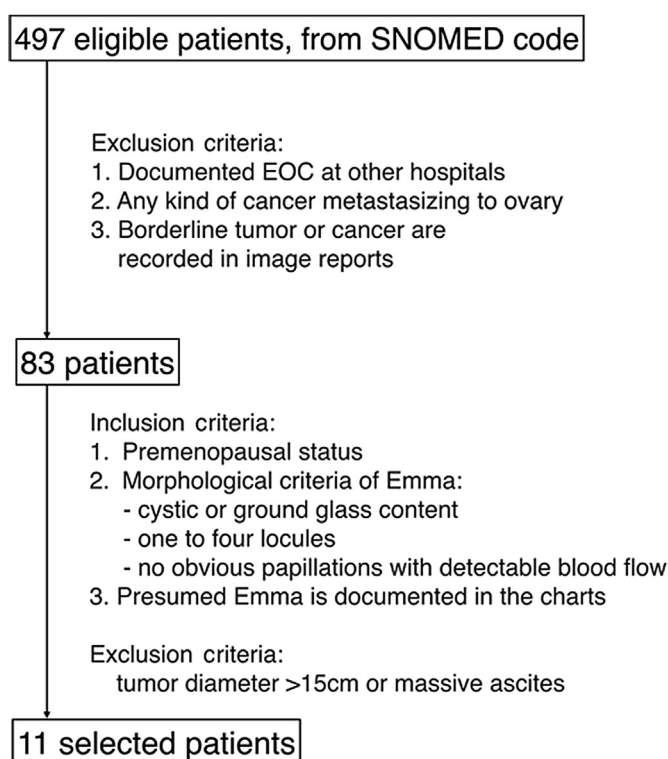 497 eligible patients, from SNOMED code
Exclusion criteria:
1. Documented EOC at other hospitals
2. Any kind of cancer metastasizing to ovary
3. Borderline tumor or cancer are
recorded in image reports
83 patients
Inclusion criteria:
1. Premenopausal status
2. Morphological criteria of Emma:
- cystic or ground glass content
- one to four locules
- no obvious papillations with detectable blood flow
3. Presumed Emma is documented in the charts
Exclusion criteria:
tumor diameter >15cm or massive ascites
11 selected patients